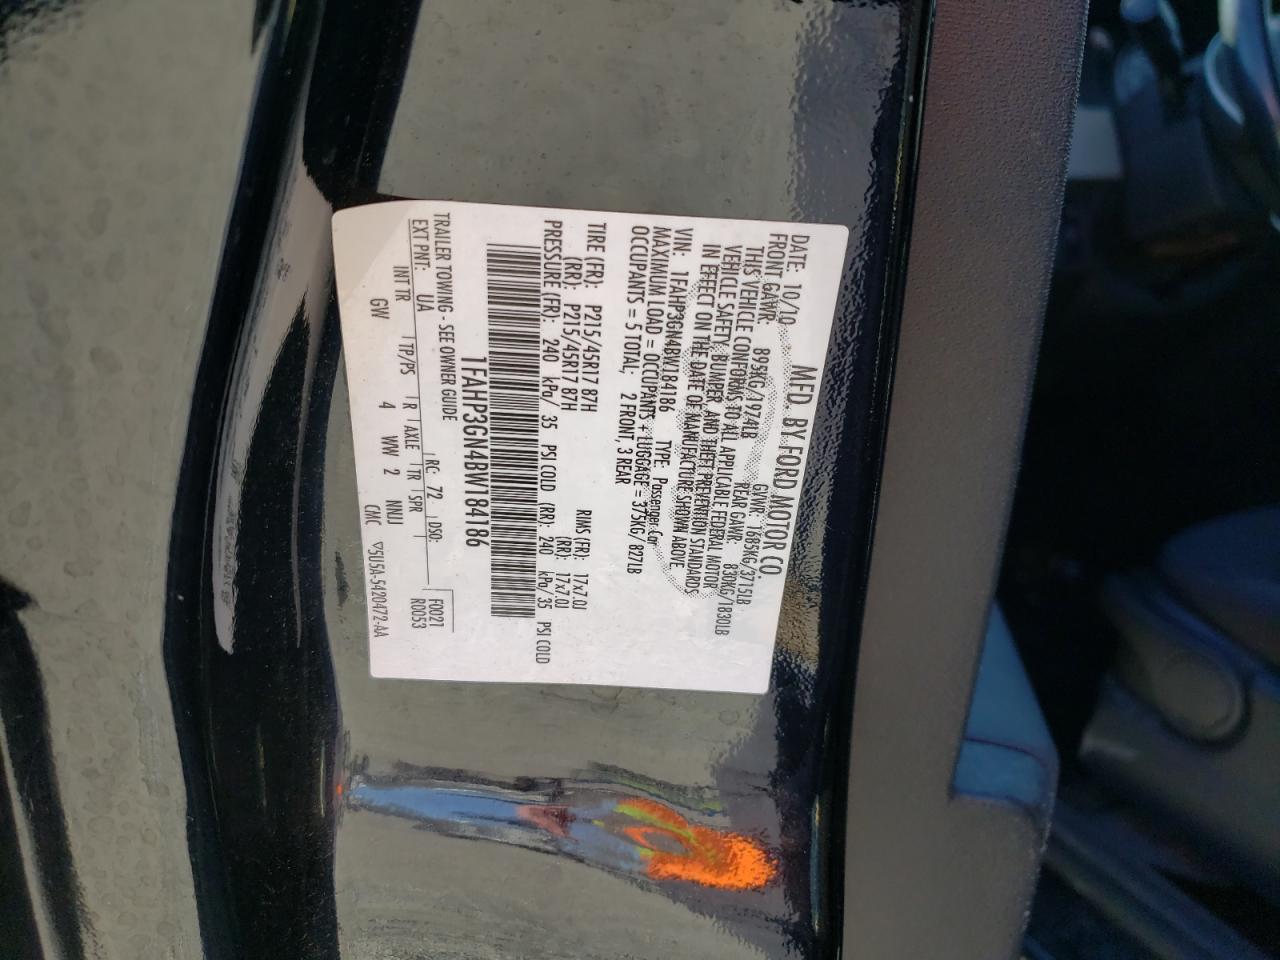 MFD. BY FORD MOTOR CO.
DATE: 10/10 GVWR: 1685KG/3715LB
FRONT GAWR: 895KG/1974LB REAR GAWR: 830KG/1830LB
THIS VEHICLE CONFORMS TO ALL APPLICABLE FEDERAL MOTOR
VEHICLE SAFETY, BUMPER, AND THEFT PREVENTION STANDARDS
IN EFFECT ON THE DATE OF MANUFACTURE SHOWN ABOVE.
VIN: 1FAHP3GN4BW184186 TYPE: Passenger Car
MAXIMUM LOAD = OCCUPANTS + LUGGAGE = 375KG/ 827LB
OCCUPANTS = 5 TOTAL; 2 FRONT, 3 REAR
TIRE (FR): P215/45R17 87H RIMS (FR): 17x7.0J
(RR): P215/45R17 87H (RR): 17x7.0J
PRESSURE (FR): 240 kPa/ 35 PSI COLD (RR): 240 kPa/ 35 PSI COLD
1FAHP3GN4BW184186
TRAILER TOWING - SEE OWNER GUIDE
EXT PNT: UA RC: 72 DSO: F0021
R0053
INT TR TP/PS R AXLE TR SPR
GW 4 WW 2 NNJJ
CMC ▽5U5A-5420472-AA